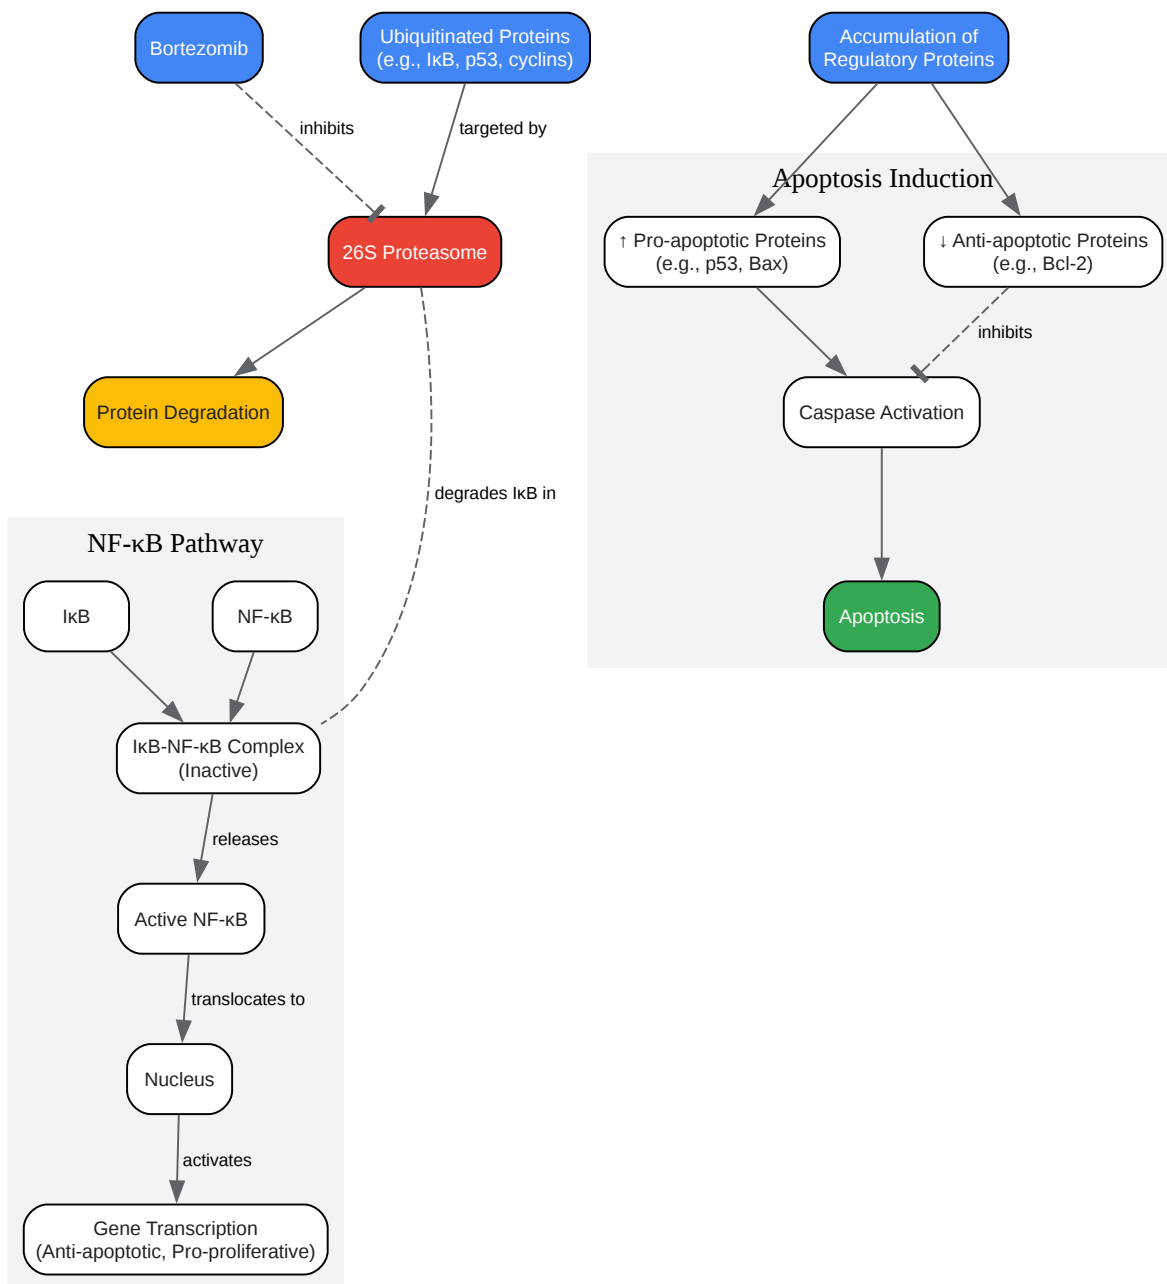 Bortezomib
Ubiquitinated Proteins
(e.g., IκB, p53, cyclins)
Accumulation of
Regulatory Proteins
inhibits
targeted by
Apoptosis Induction
26S Proteasome
↑ Pro-apoptotic Proteins
(e.g., p53, Bax)
↓ Anti-apoptotic Proteins
(e.g., Bcl-2)
inhibits
Protein Degradation
Caspase Activation
degrades IκB in
NF-κB Pathway
IκB
NF-κB
Apoptosis
IκB-NF-κB Complex
(Inactive)
releases
Active NF-κB
translocates to
Nucleus
activates
Gene Transcription
(Anti-apoptotic, Pro-proliferative)